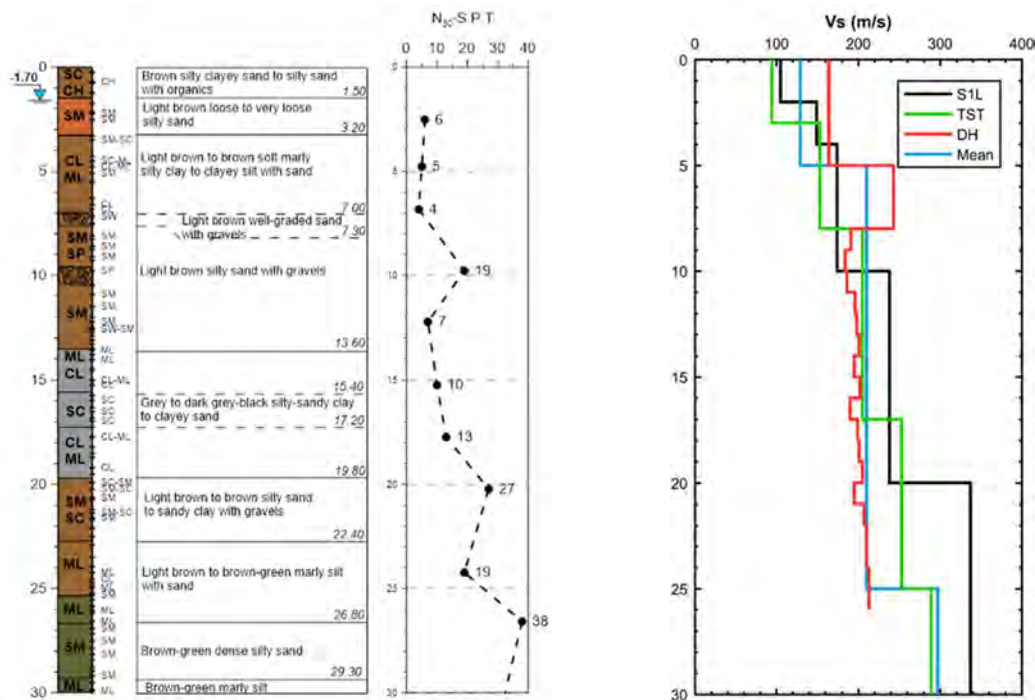 N30-S.P.T.
0 10 20 30 40
0
-1.70
SC
CH
CH
Brown silty clayey sand to silty sand
with organics
1.50
SM
SM
SM
Light brown loose to very loose
silty sand
3.20
6
SM-SC
CL
ML
SM
Light brown to brown soft marly
silty clay to clayey silt with sand
7.00
5
5
CL
SW
4
Light brown well-graded sand
with gravels
7.30
SM
SP
SM
SM
SM
SP
Light brown silty sand with gravels
10
19
SM
SM
SM
SM
SW-SM
7
13.60
ML
CL
ML
ML
CL-ML
15
15.40
10
SC
SC
SC
SC
Grey to dark grey-black silty-sandy clay
to clayey sand
17.20
CL
ML
CL-ML
CL
13
19.80
20
SM
SC
SC-SM
SM-SC
SM
SM-SC
SM
Light brown to brown silty sand
to sandy clay with gravels
22.40
27
ML
ML
ML
SM
Light brown to brown-green marly silt
with sand
26.80
25
19
ML
ML
ML
38
SM
SM
SM
SM
SM
Brown-green dense silty sand
29.30
30
ML
ML
Brown-green marly silt
Vs (m/s)
0 100 200 300 400
0
5
10
15
20
25
30
S1L
TST
DH
Mean